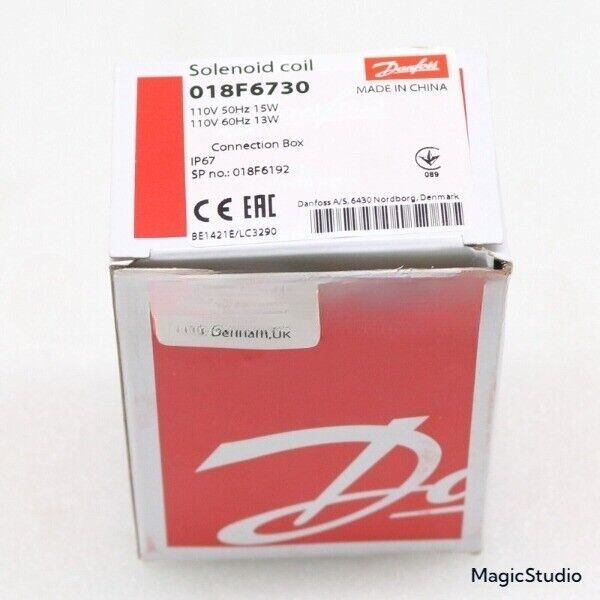 Solenoid coil
018F6730
110V 50Hz 15W
110V 60Hz 13W
Connection Box
IP67
SP no.: 018F6192
BE1421E/LC3290
Danfoss
MADE IN CHINA
089
Danfoss A/S, 6430 Nordborg, Denmark
CE EAC
Denham,UK
Da
MagicStudio